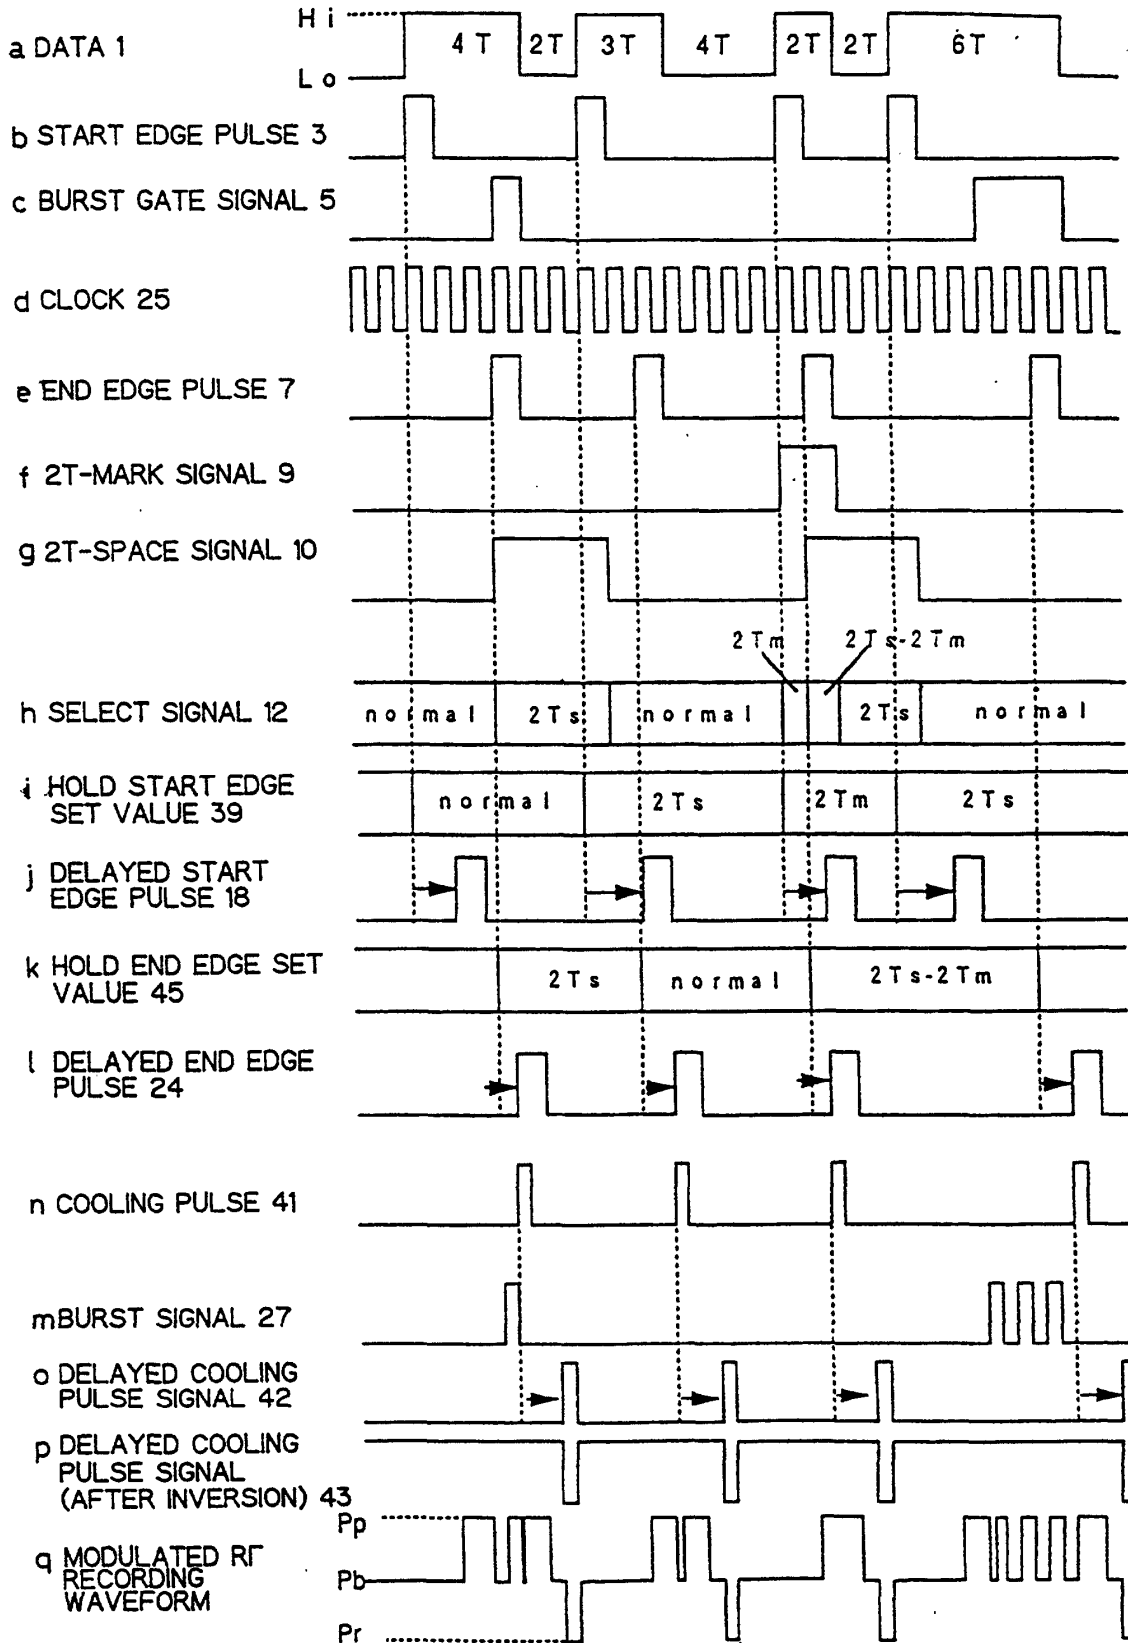 Hi
a DATA 1
4T 2T 3T 4T 2T 2T 6T
Lo
b START EDGE PULSE 3
c BURST GATE SIGNAL 5
d CLOCK 25
e END EDGE PULSE 7
f 2T-MARK SIGNAL 9
g 2T-SPACE SIGNAL 10
2Tm 2Ts-2Tm
h SELECT SIGNAL 12
normal 2Ts normal 2Ts normal
i HOLD START EDGE
SET VALUE 39
normal 2Ts 2Tm 2Ts
j DELAYED START
EDGE PULSE 18
k HOLD END EDGE SET
VALUE 45
2Ts normal 2Ts-2Tm
l DELAYED END EDGE
PULSE 24
n COOLING PULSE 41
m BURST SIGNAL 27
o DELAYED COOLING
PULSE SIGNAL 42
p DELAYED COOLING
PULSE SIGNAL
(AFTER INVERSION) 43
Pp
q MODULATED RF
RECORDING
WAVEFORM
Pb
Pr